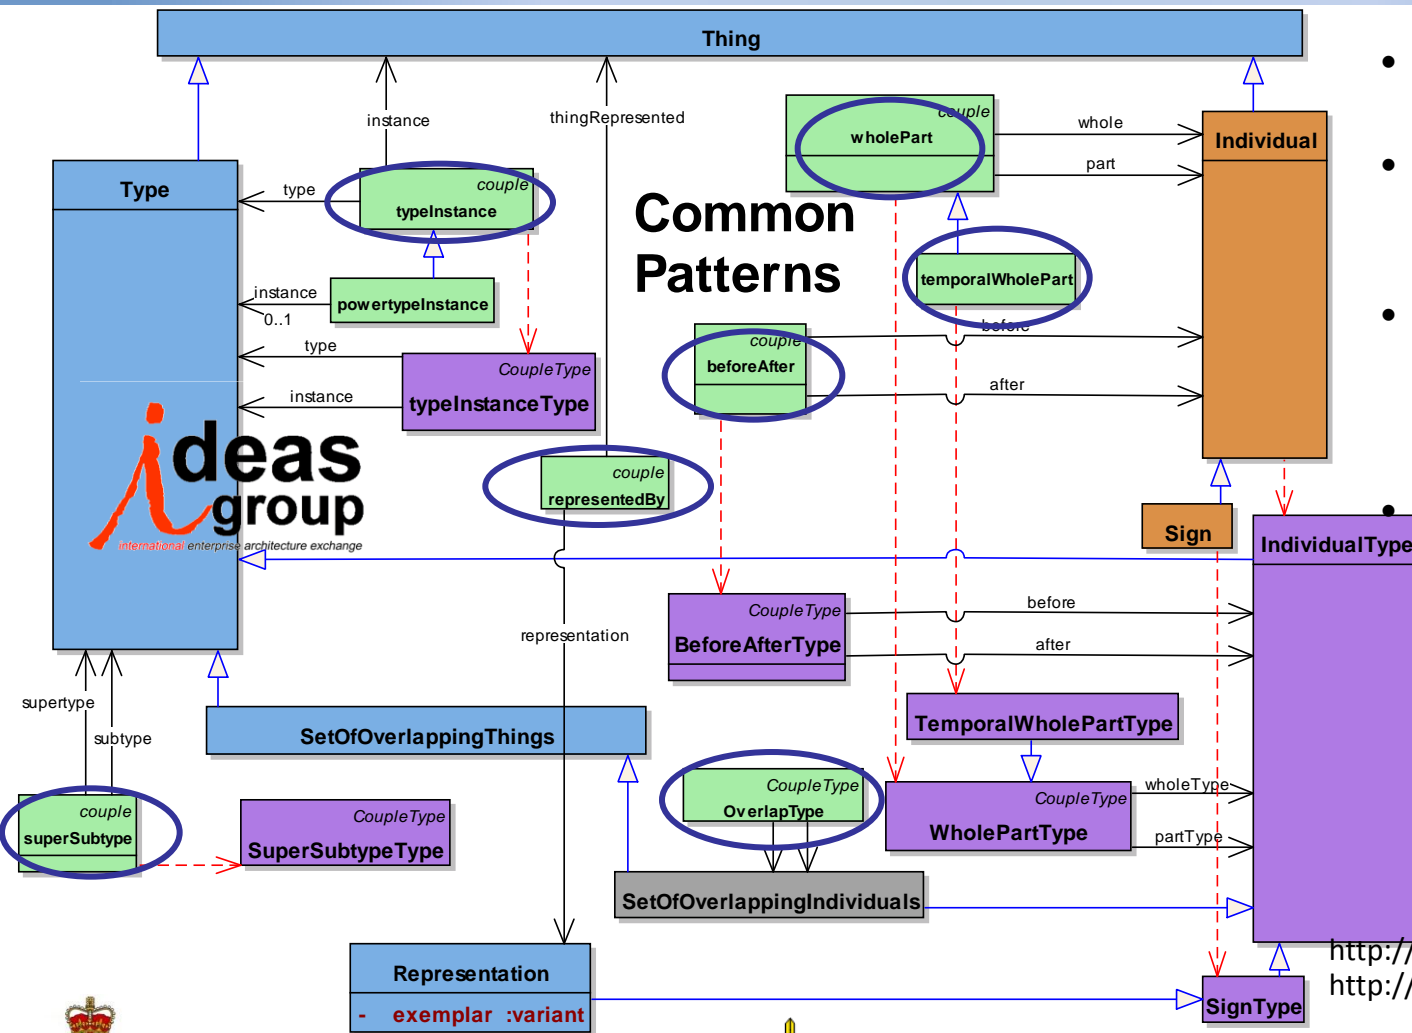 Thing
instance
thingRepresented
couple
wholePart
whole
part
Individual
Type
type
couple
typeInstance
Common
Patterns
temporalWholePart
instance
0..1
powertypeInstance
before
couple
beforeAfter
after
type
instance
CoupleType
typeInstanceType
ideas
group
international enterprise architecture exchange
couple
representedBy
Sign
IndividualType
representation
CoupleType
BeforeAfterType
before
after
supertype
subtype
SetOfOverlappingThings
TemporalWholePartType
couple
superSubtype
CoupleType
SuperSubtypeType
CoupleType
OverlapType
CoupleType
WholePartType
wholeType
partType
SetOfOverlappingIndividuals
Representation
- exemplar :variant
SignType
http://
http://